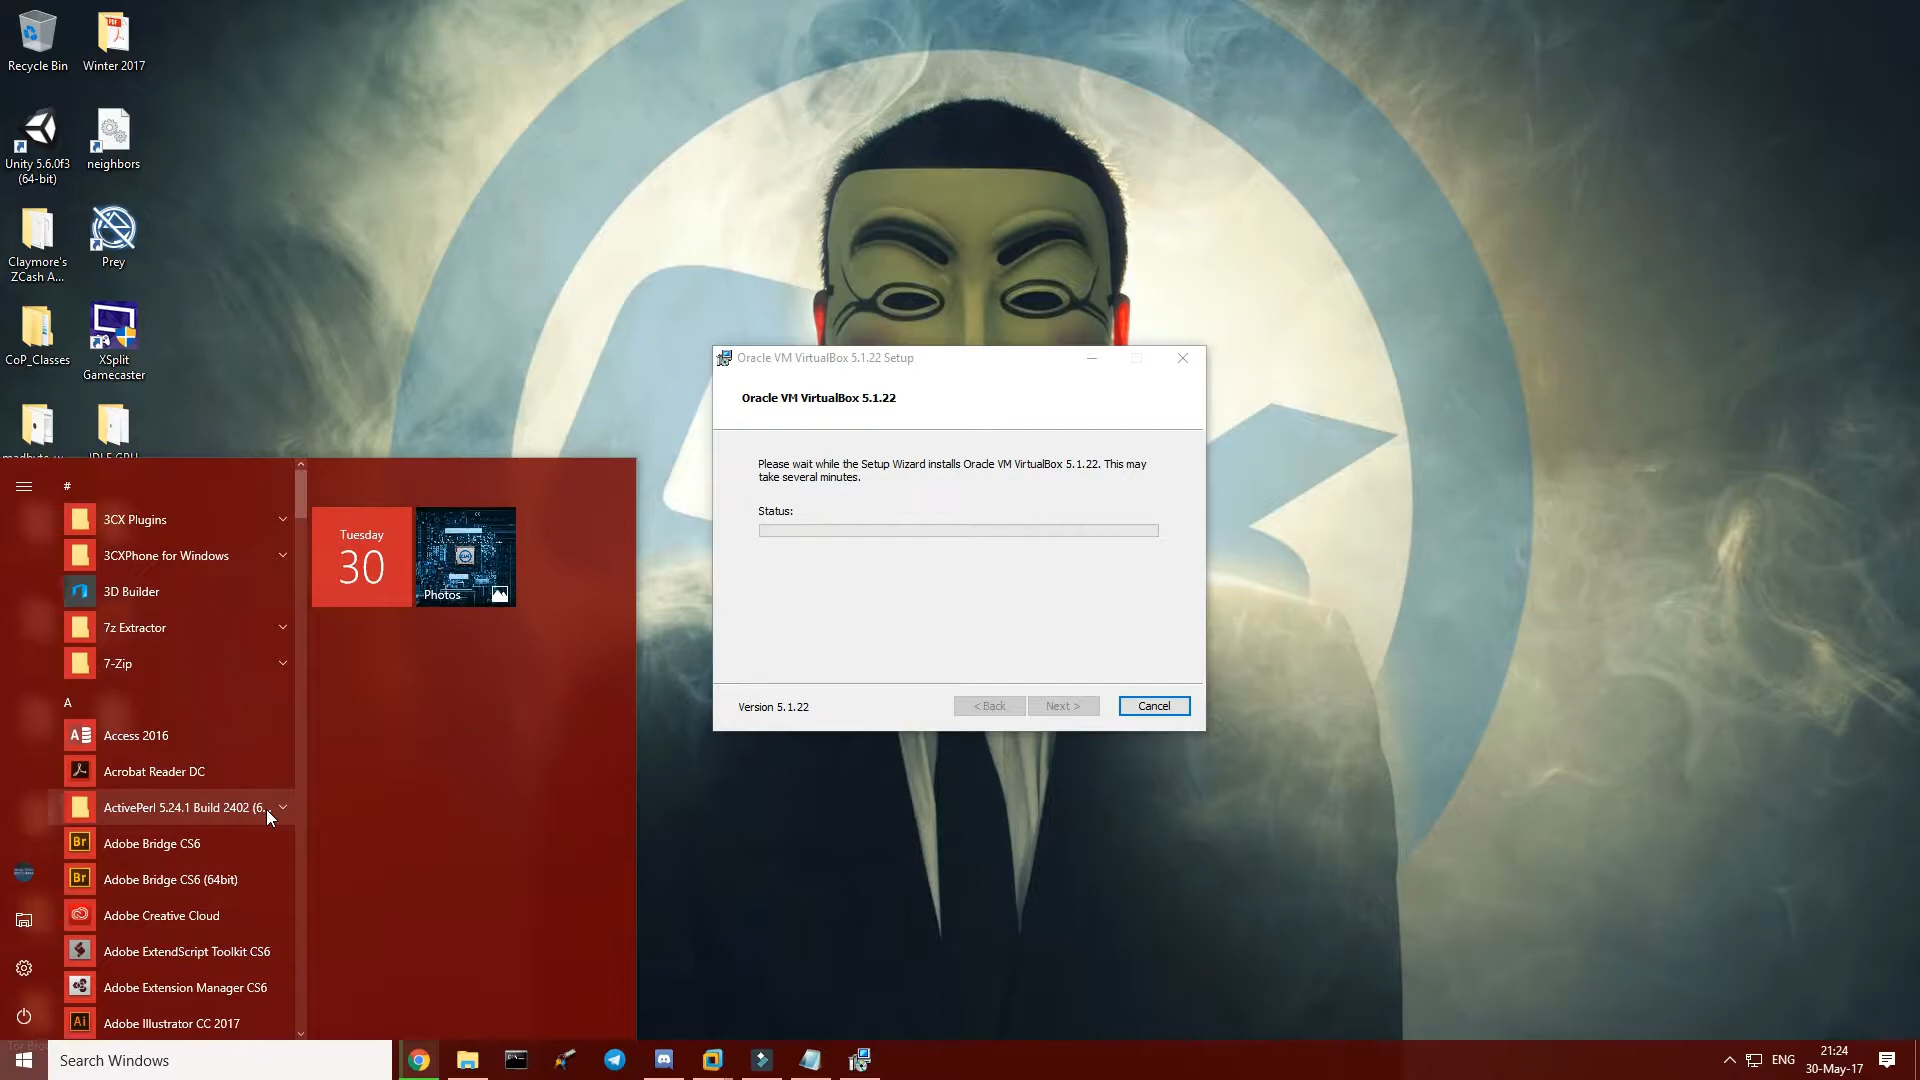 Recycle Bin
Winter 2017
Unity 5.6.0f3
(64-bit)
neighbors
Claymore's
ZCash A...
Prey
CoP_Classes
XSplit
Gamecaster
Oracle VM VirtualBox 5.1.22 Setup
Oracle VM VirtualBox 5.1.22
Please wait while the Setup Wizard installs Oracle VM VirtualBox 5.1.22. This may
take several minutes.
Status:
Version 5.1.22
< Back
Next >
Cancel
#
3CX Plugins
3CXPhone for Windows
3D Builder
7z Extractor
7-Zip
A
Access 2016
Acrobat Reader DC
ActivePerl 5.24.1 Build 2402 (6...
Adobe Bridge CS6
Adobe Bridge CS6 (64bit)
Adobe Creative Cloud
Adobe ExtendScript Toolkit CS6
Adobe Extension Manager CS6
Adobe Illustrator CC 2017
Tuesday
30
Photos
Search Windows
ENG
21:24
30-May-17